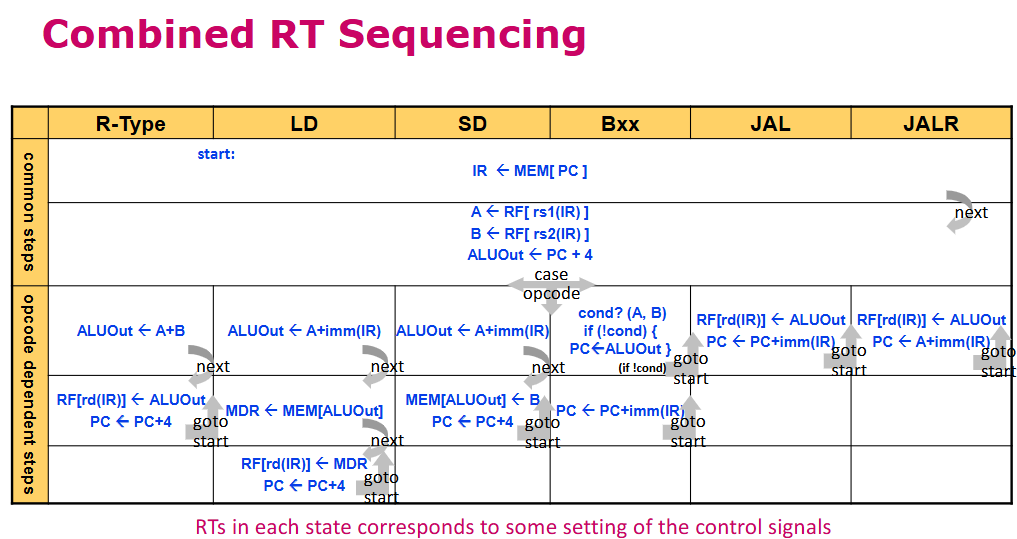 Combined RT Sequencing
R-Type LD SD Bxx JAL JALR
common steps
start:
IR ← MEM[ PC ]
next
A ← RF[ rs1(IR) ]
B ← RF[ rs2(IR) ]
ALUOut ← PC + 4
case
opcode
opcode dependent steps
ALUOut ← A+B
next
ALUOut ← A+imm(IR)
next
ALUOut ← A+imm(IR)
next
cond? (A, B)
if (!cond) {
PC←ALUOut }
(if !cond)
goto
start
RF[rd(IR)] ← ALUOut
PC ← PC+imm(IR)
goto
start
RF[rd(IR)] ← ALUOut
PC ← A+imm(IR)
goto
start
RF[rd(IR)] ← ALUOut
PC ← PC+4
goto
start
MDR ← MEM[ALUOut]
next
MEM[ALUOut] ← B
PC ← PC+4
goto
start
PC ← PC+imm(IR)
goto
start
RF[rd(IR)] ← MDR
PC ← PC+4
goto
start
RTs in each state corresponds to some setting of the control signals